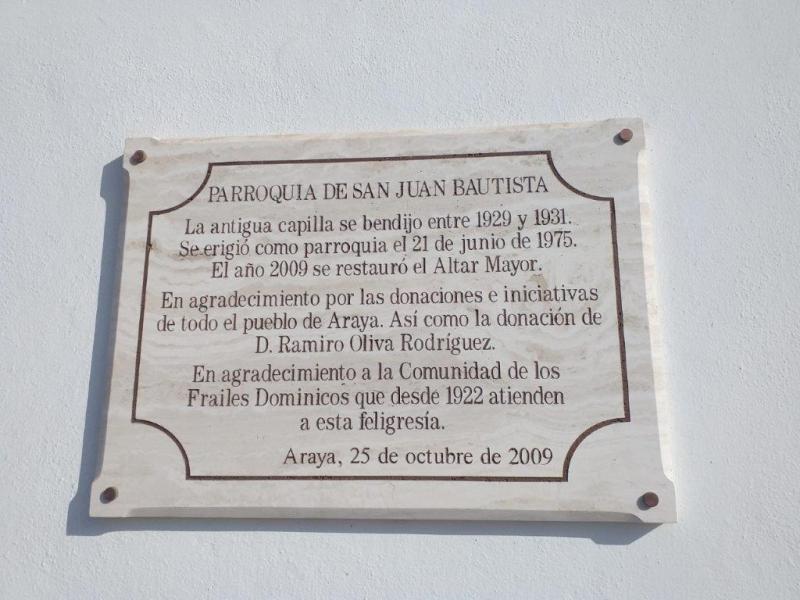 PARROQUIA DE SAN JUAN BAUTISTA
La antigua capilla se bendijo entre 1929 y 1931.
Se erigió como parroquia el 21 de junio de 1975.
El año 2009 se restauró el Altar Mayor.
En agradecimiento por las donaciones e iniciativas
de todo el pueblo de Araya. Así como la donación de
D. Ramiro Oliva Rodríguez.
En agradecimiento a la Comunidad de los
Frailes Dominicos que desde 1922 atienden
a esta feligresía.
Araya, 25 de octubre de 2009